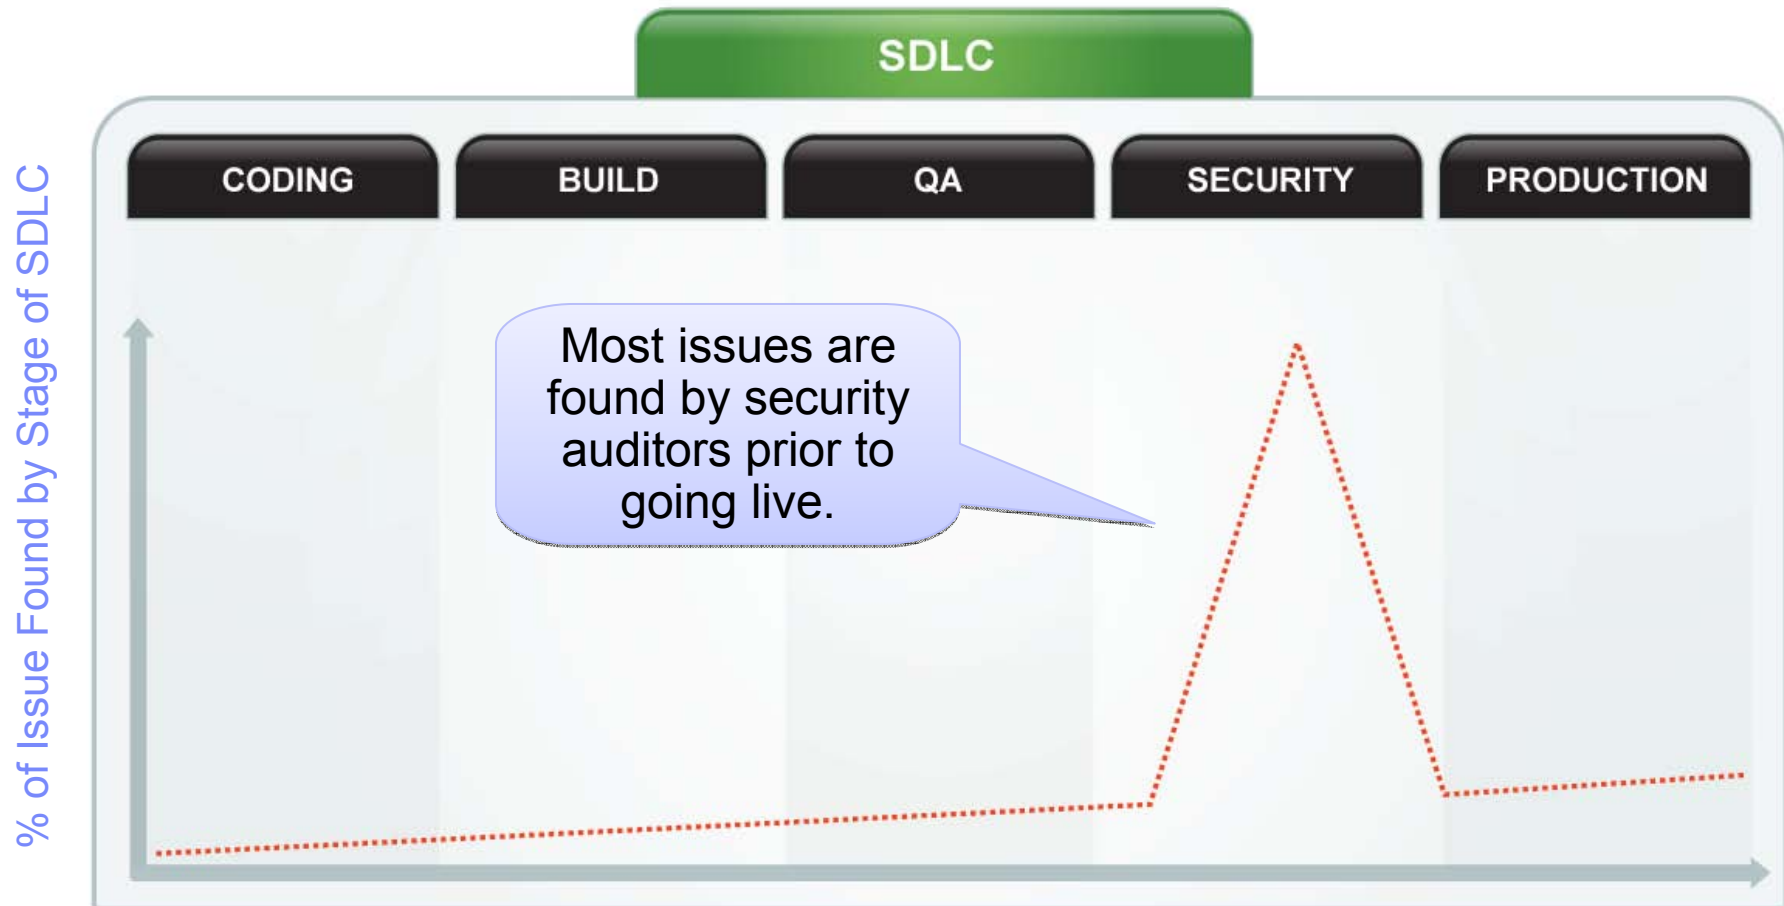 SDLC
CODING
BUILD
QA
SECURITY
PRODUCTION
% of Issue Found by Stage of SDLC
Most issues are
found by security
auditors prior to
going live.